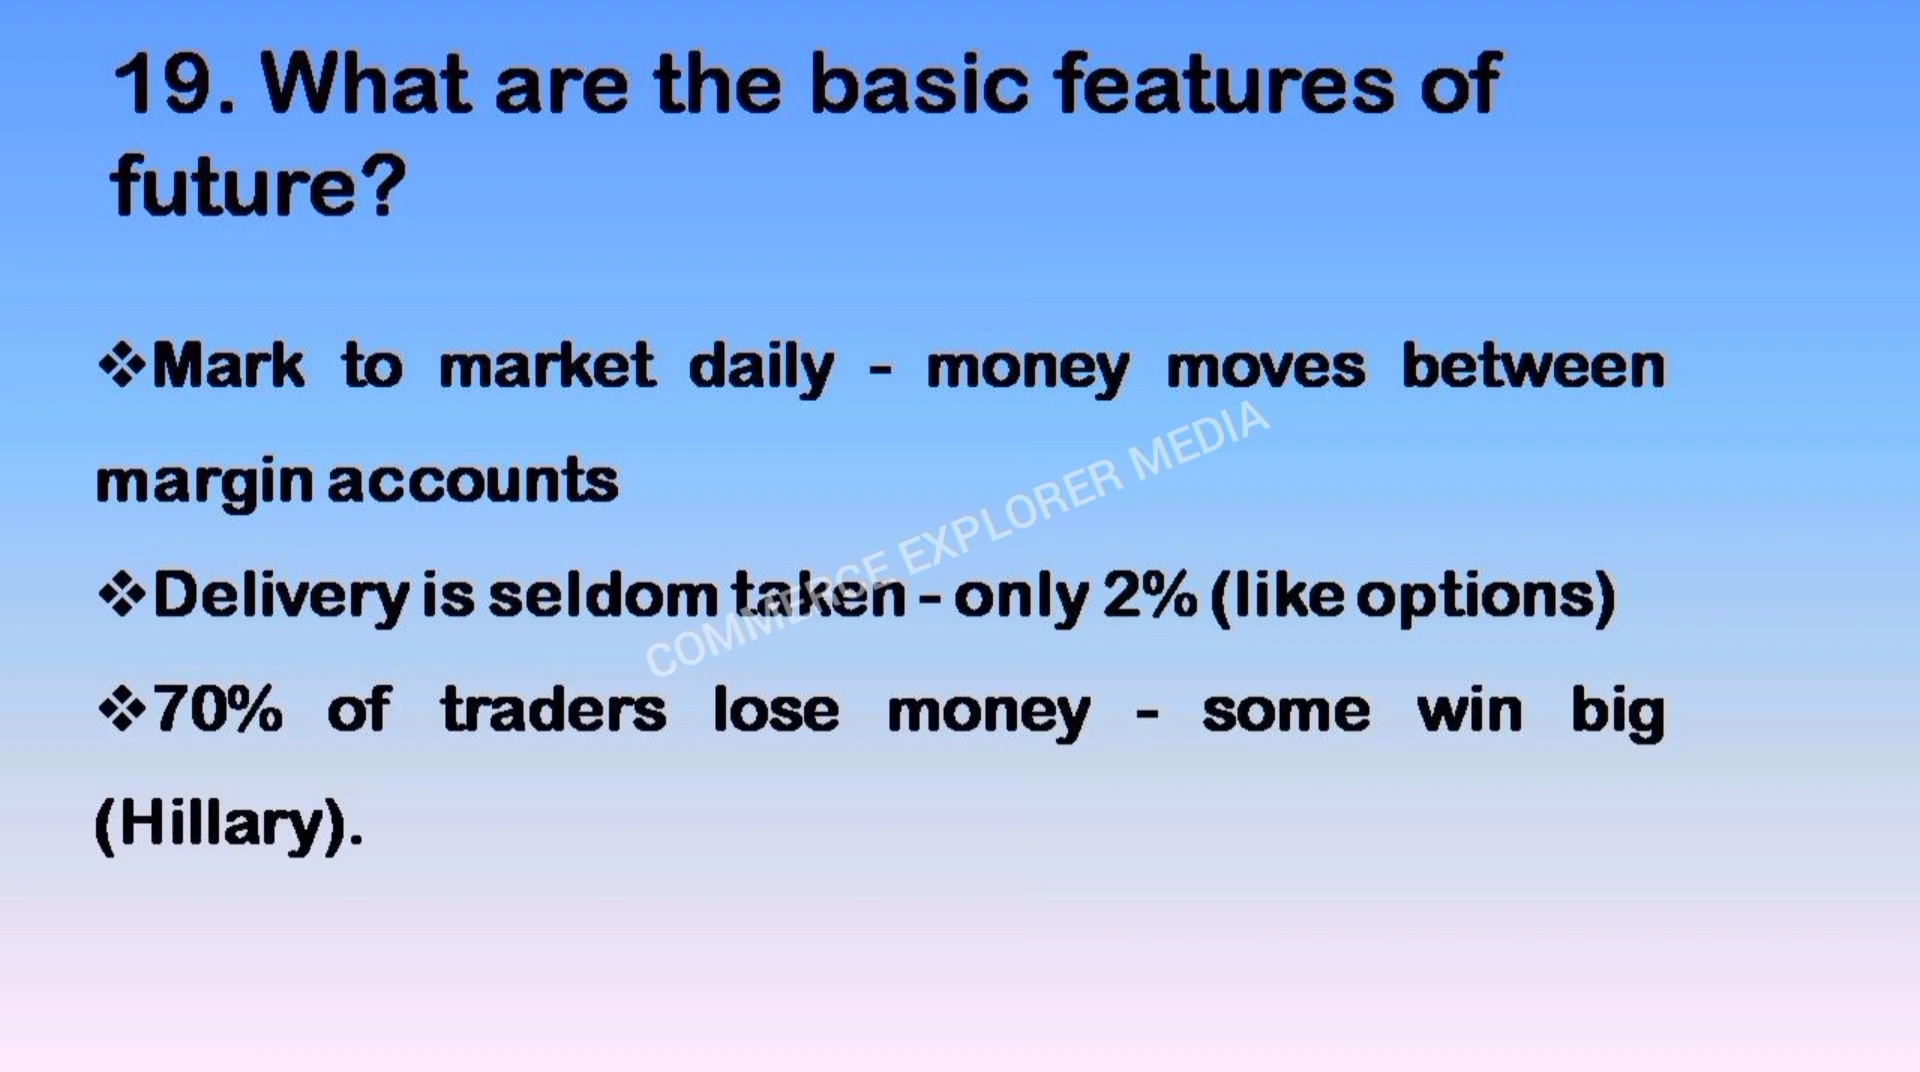 19. What are the basic features of
future?
❖Mark to market daily - money moves between
margin accounts
❖Delivery is seldom taken - only 2% (like options)
❖70% of traders lose money - some win big
(Hillary).
COMMERCE EXPLORER MEDIA